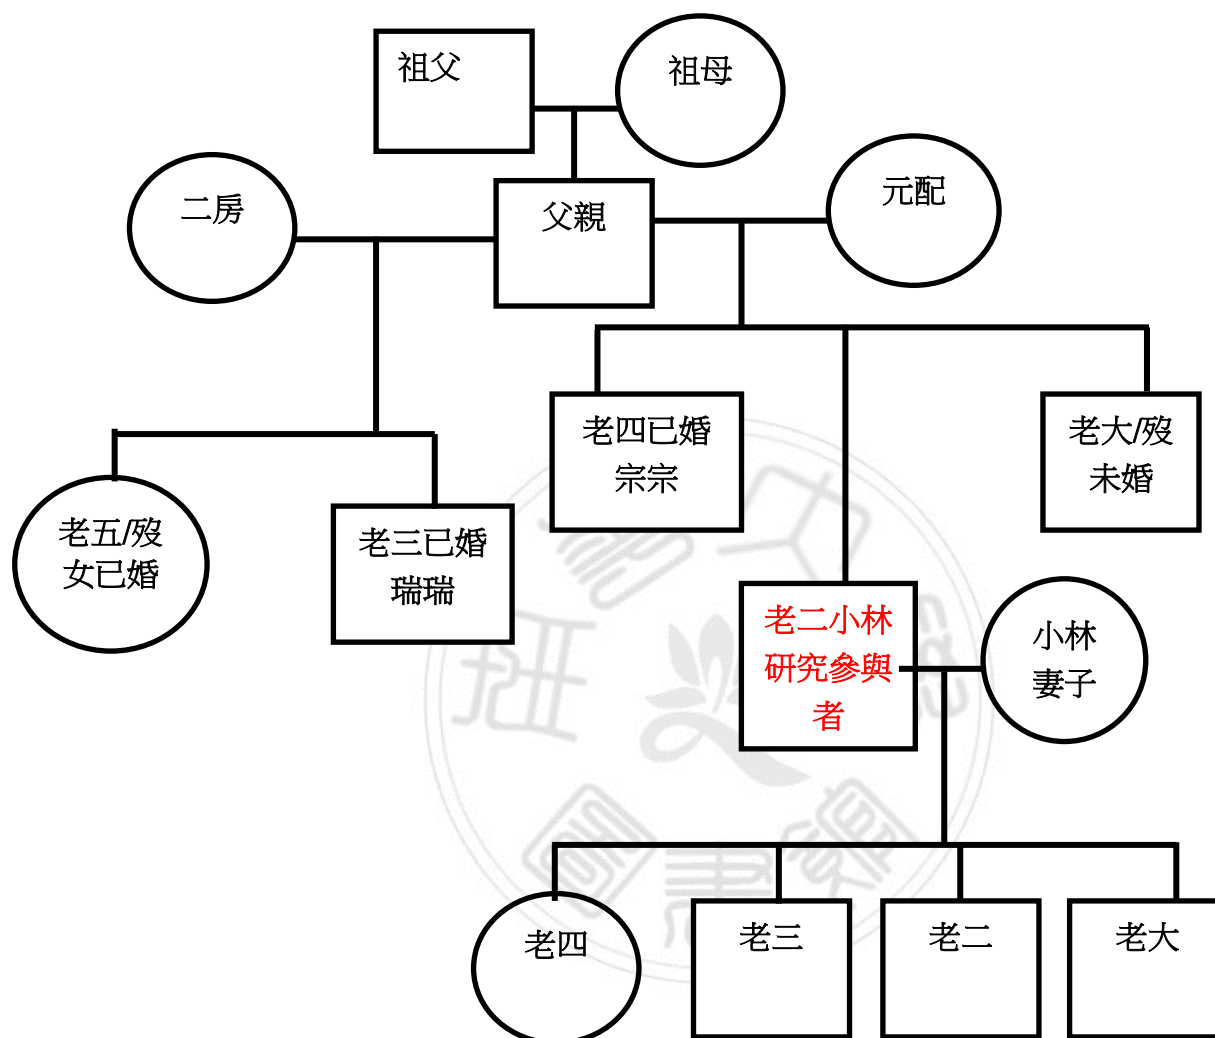 祖父
祖母
二房
父親
元配
老四已婚
宗宗
老大/歿
未婚
老五/歿
女已婚
老三已婚
瑞瑞
老二小林
研究參與
者
小林
妻子
老四
老三
老二
老大